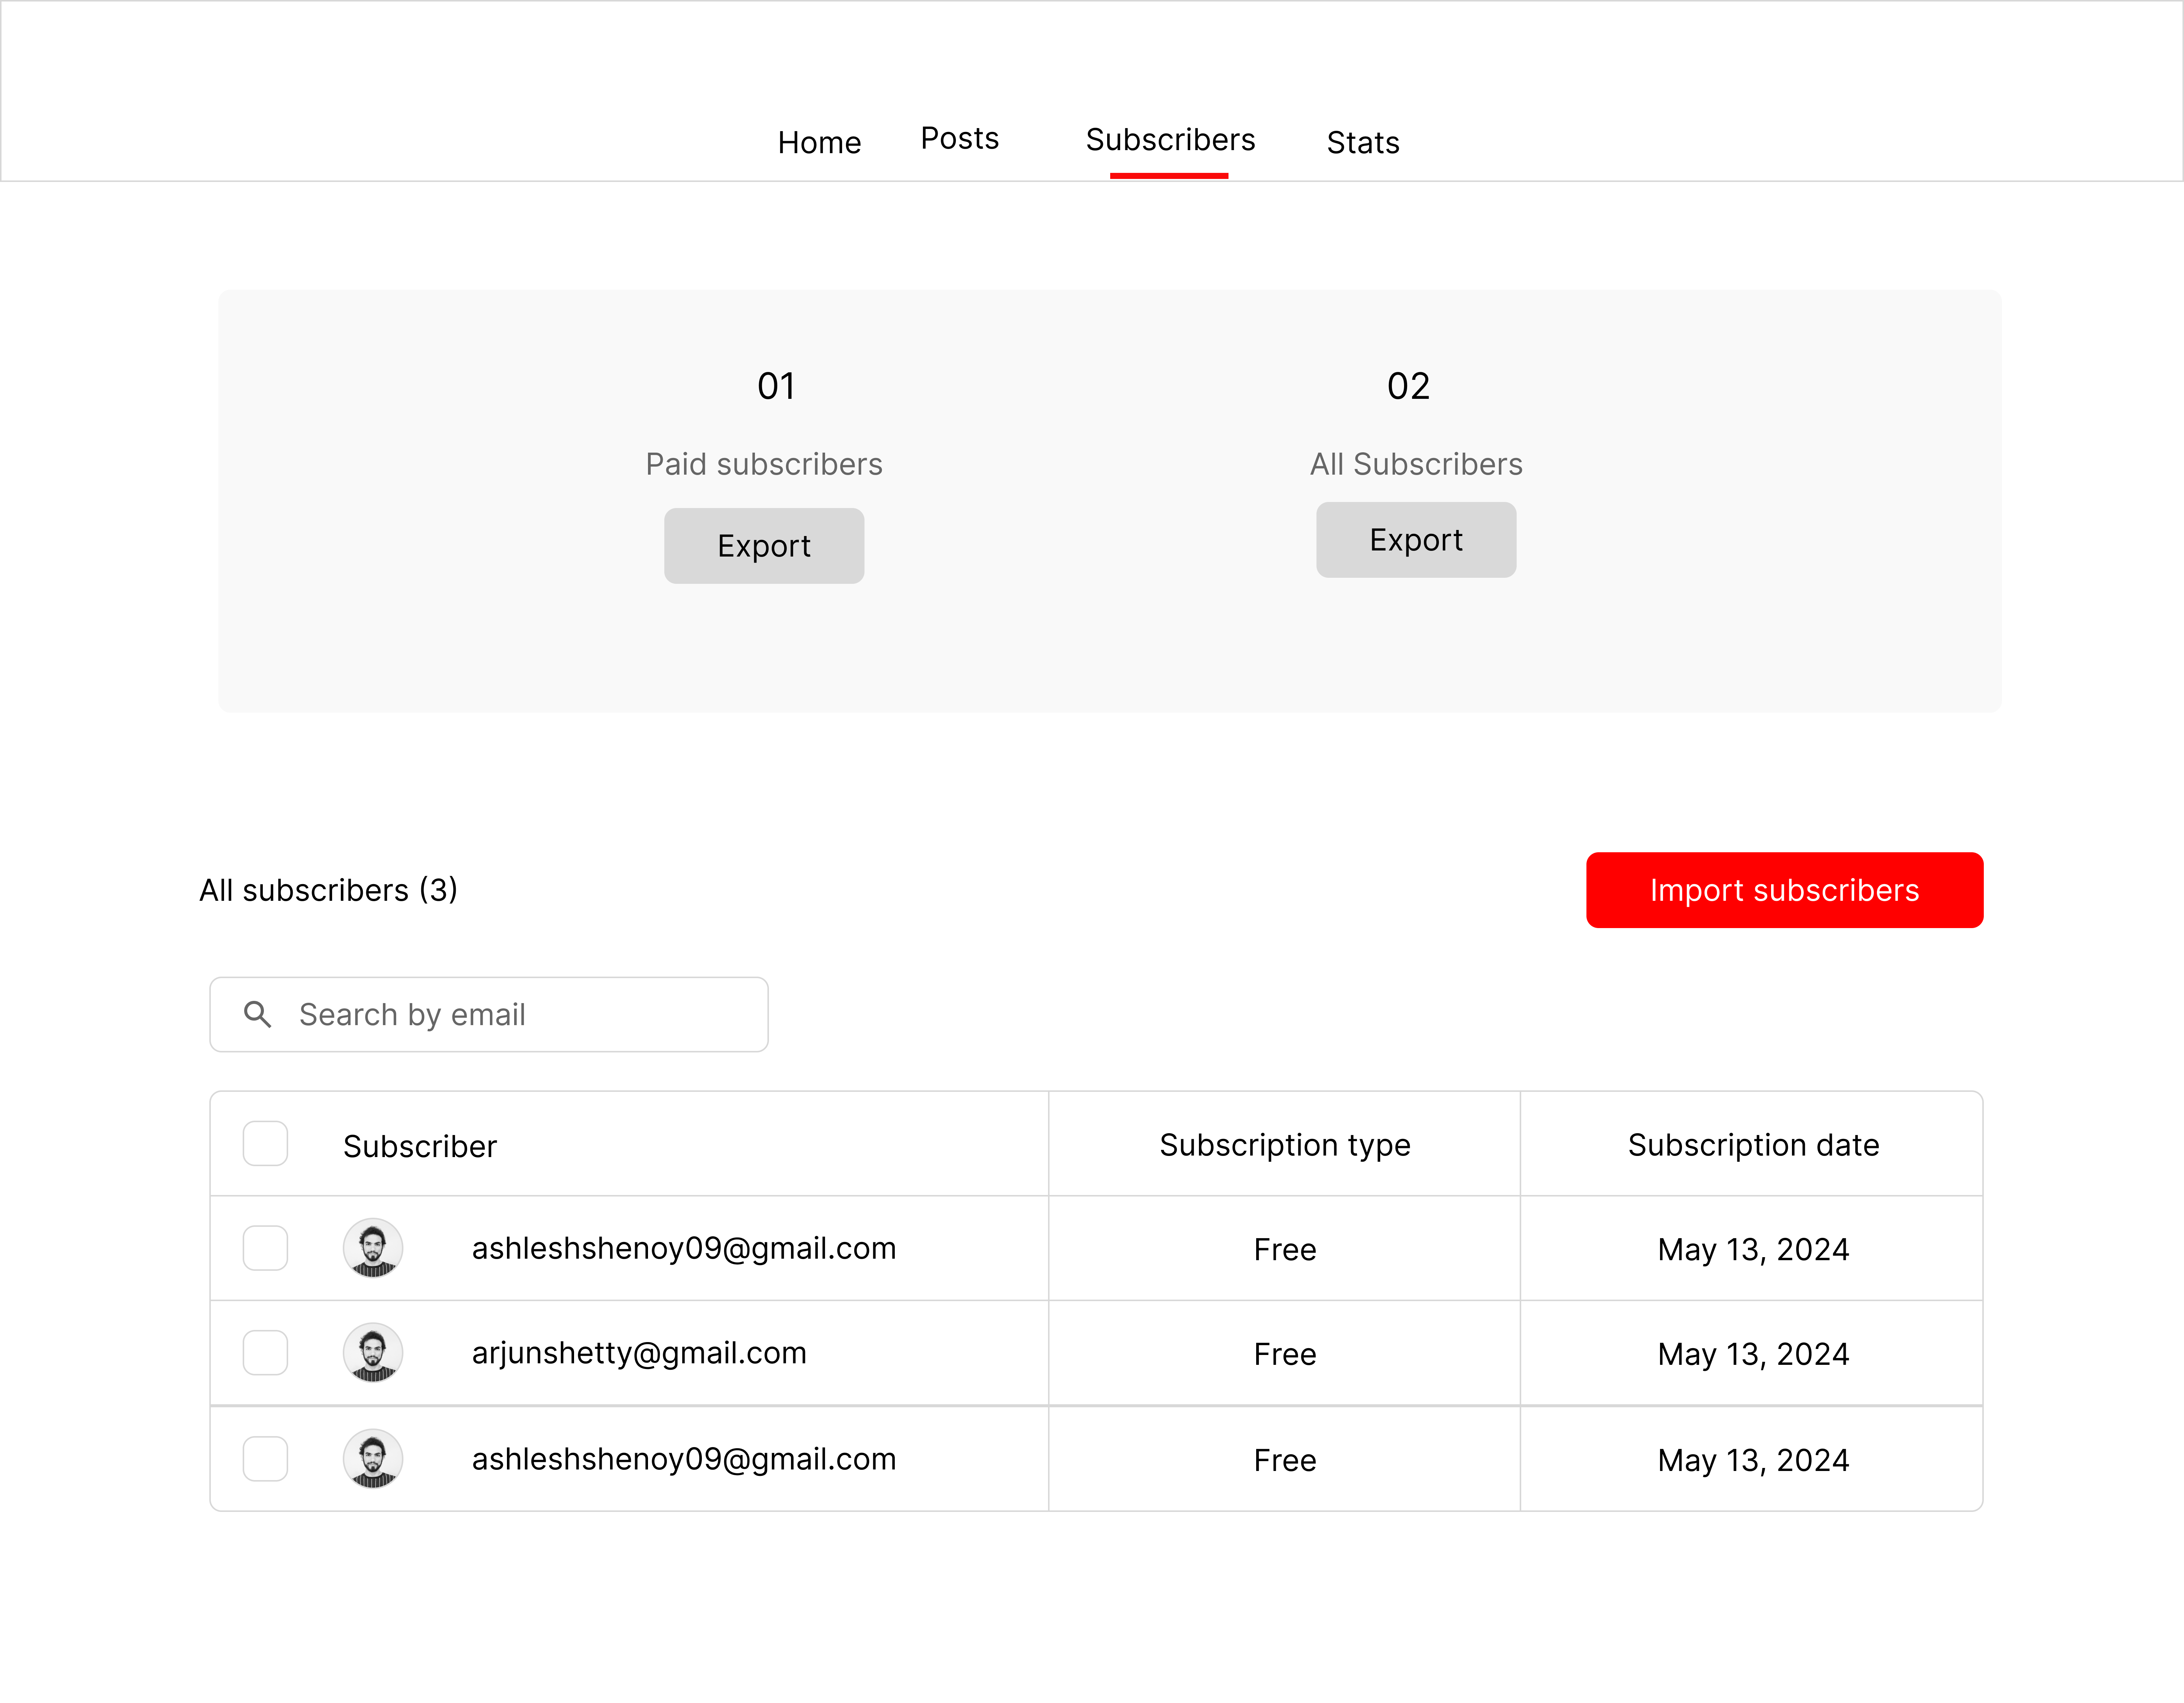 Home Posts Subscribers Stats
01 02
Paid subscribers All Subscribers
Export Export
All subscribers (3) Import subscribers
Search by email
Subscriber Subscription type Subscription date
ashleshshenoy09@gmail.com Free May 13, 2024
arjunshetty@gmail.com Free May 13, 2024
ashleshshenoy09@gmail.com Free May 13, 2024